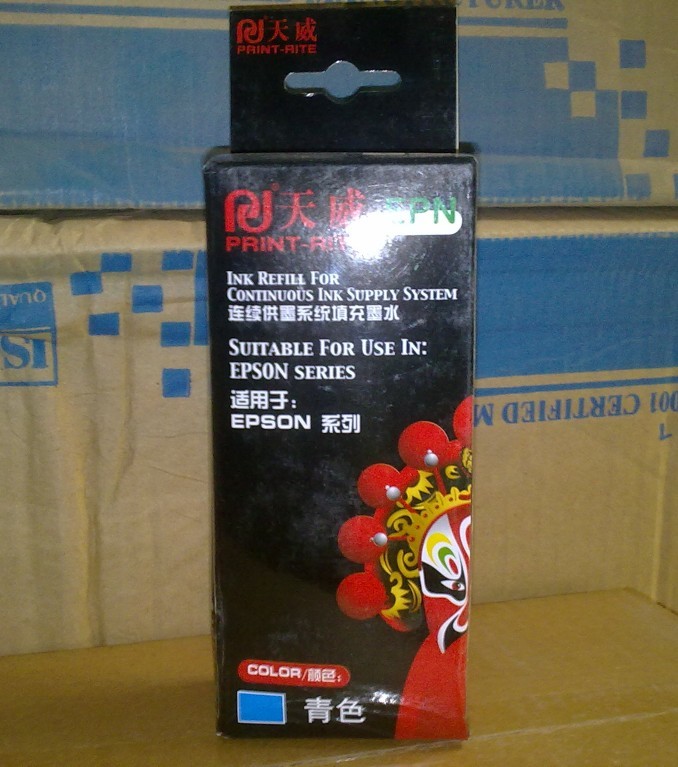 天威
PRINT-RITE
天威 EPN
PRINT-RITE
INK REFILL FOR
CONTINUOUS INK SUPPLY SYSTEM
连续供墨系统填充墨水
SUITABLE FOR USE IN:
EPSON SERIES
适用于：
EPSON 系列
COLOR/颜色：
青色
001 CERTIFIED M